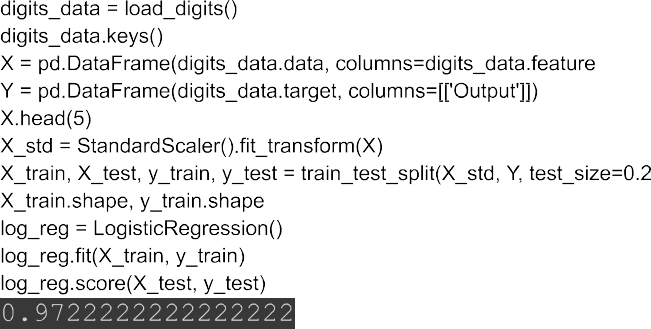 digits_data = load_digits()
digits_data.keys()
X = pd.DataFrame(digits_data.data, columns=digits_data.feature
Y = pd.DataFrame(digits_data.target, columns=[['Output']])
X.head(5)
X_std = StandardScaler().fit_transform(X)
X_train, X_test, y_train, y_test = train_test_split(X_std, Y, test_size=0.2
X_train.shape, y_train.shape
log_reg = LogisticRegression()
log_reg.fit(X_train, y_train)
log_reg.score(X_test, y_test)
0.9722222222222222